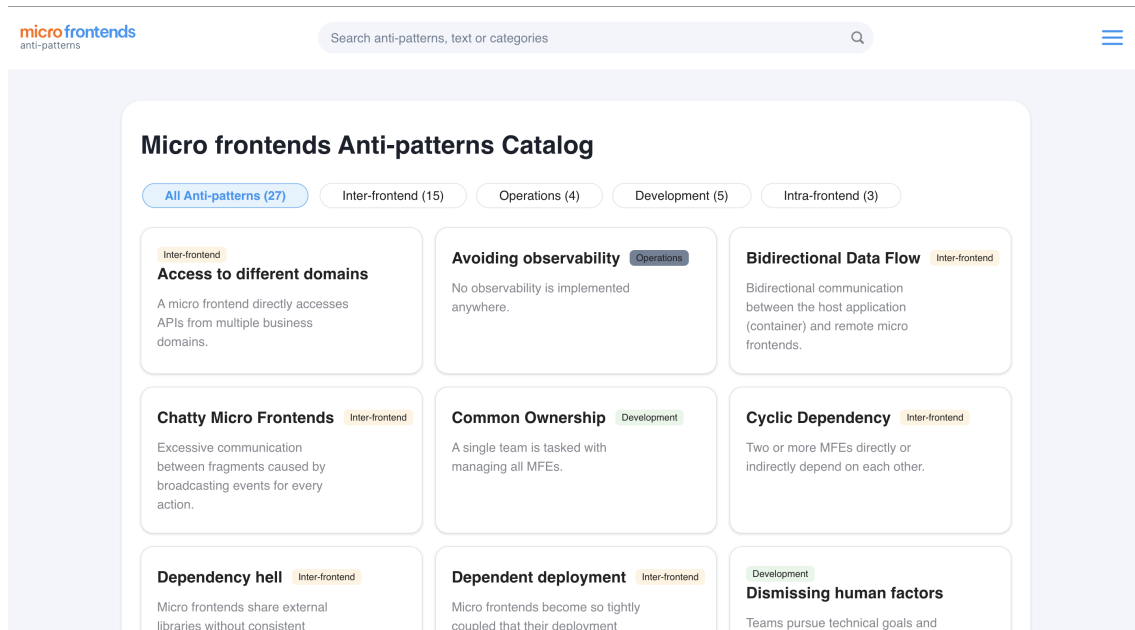 micro frontends
anti-patterns
Search anti-patterns, text or categories
Micro frontends Anti-patterns Catalog
All Anti-patterns (27)
Inter-frontend (15)
Operations (4)
Development (5)
Intra-frontend (3)
Inter-frontend
Access to different domains
A micro frontend directly accesses
APIs from multiple business
domains.
Avoiding observability Operations
No observability is implemented
anywhere.
Bidirectional Data Flow Inter-frontend
Bidirectional communication
between the host application
(container) and remote micro
frontends.
Chatty Micro Frontends Inter-frontend
Excessive communication
between fragments caused by
broadcasting events for every
action.
Common Ownership Development
A single team is tasked with
managing all MFEs.
Cyclic Dependency Inter-frontend
Two or more MFEs directly or
indirectly depend on each other.
Dependency hell Inter-frontend
Micro frontends share external
libraries without consistent
Dependent deployment Inter-frontend
Micro frontends become so tightly
coupled that their deployment
Development
Dismissing human factors
Teams pursue technical goals and